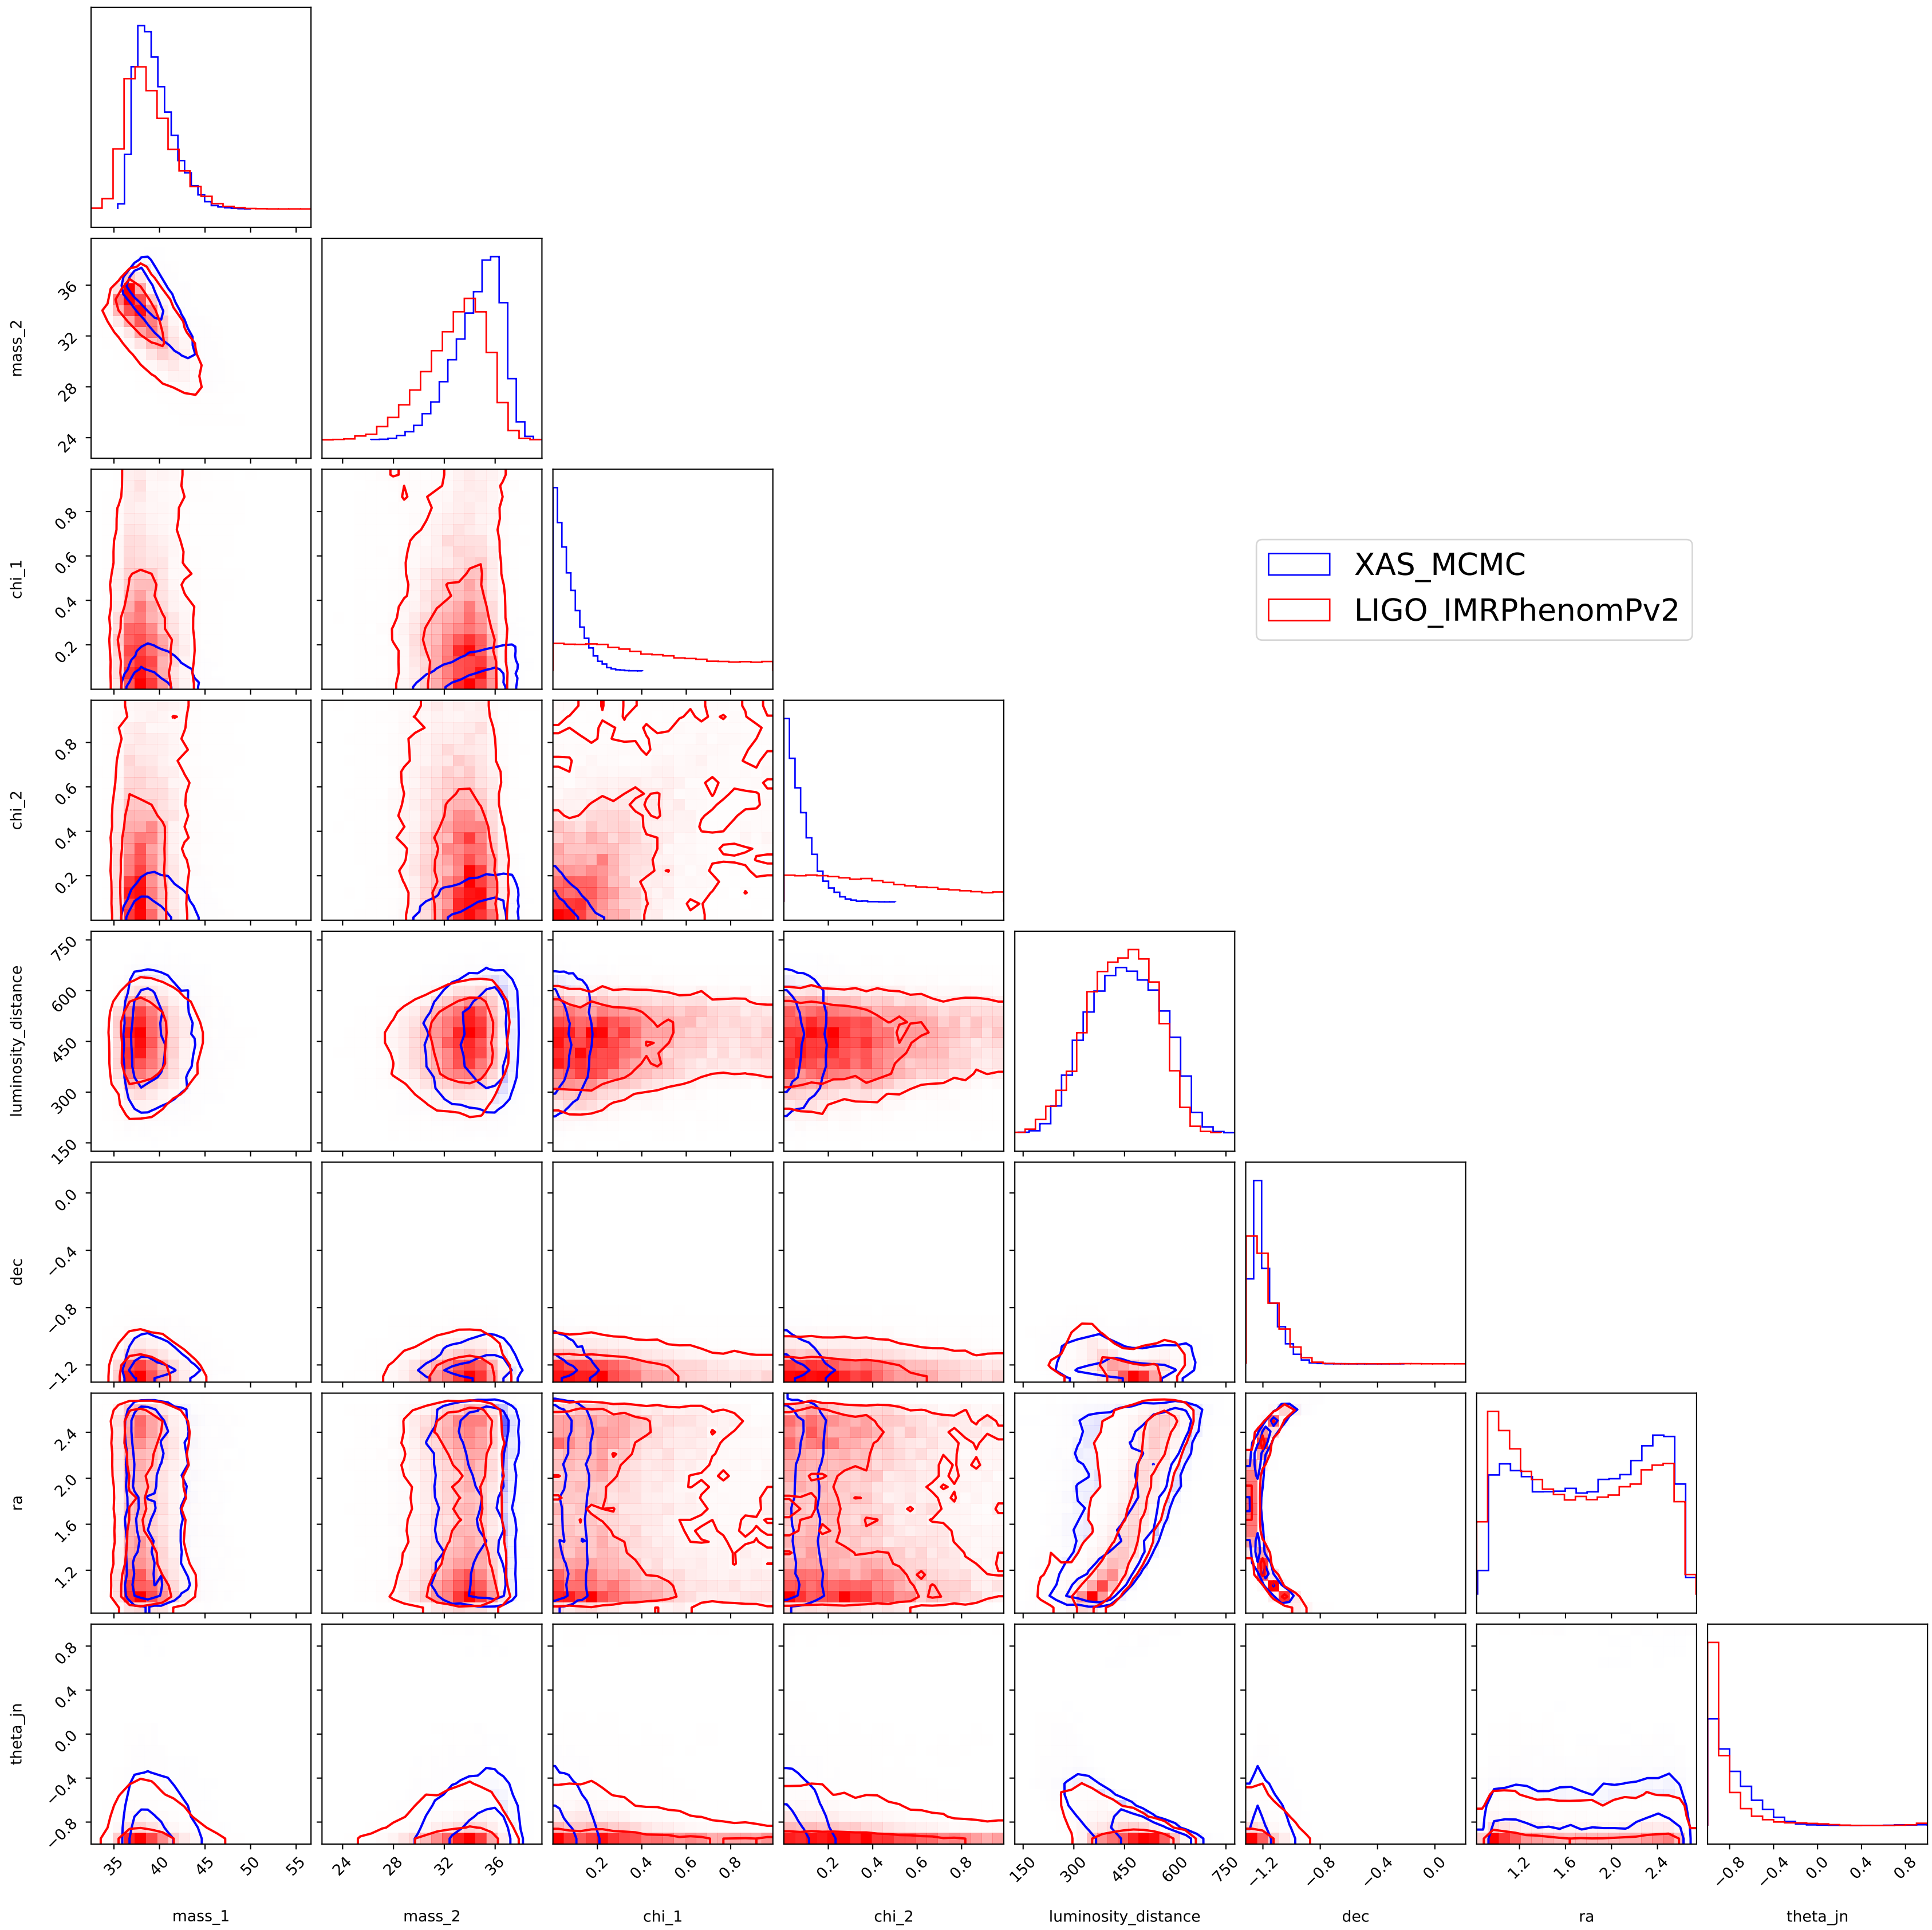 mass_2
36
32
28
24
chi_1
0.8
0.6
0.4
0.2
XAS_MCMC
LIGO_IMRPhenomPv2
chi_2
0.8
0.6
0.4
0.2
luminosity_distance
750
600
450
300
150
dec
0.0
−0.4
−0.8
−1.2
ra
2.4
2.0
1.6
1.2
theta_jn
0.8
0.4
0.0
−0.4
−0.8
35 40 45 50 55 24 28 32 36 0.2 0.4 0.6 0.8 0.2 0.4 0.6 0.8 150 300 450 600 750 −1.2 −0.8 −0.4 0.0 1.2 1.6 2.0 2.4 −0.8 −0.4 0.0 0.4 0.8
mass_1 mass_2 chi_1 chi_2 luminosity_distance dec ra theta_jn